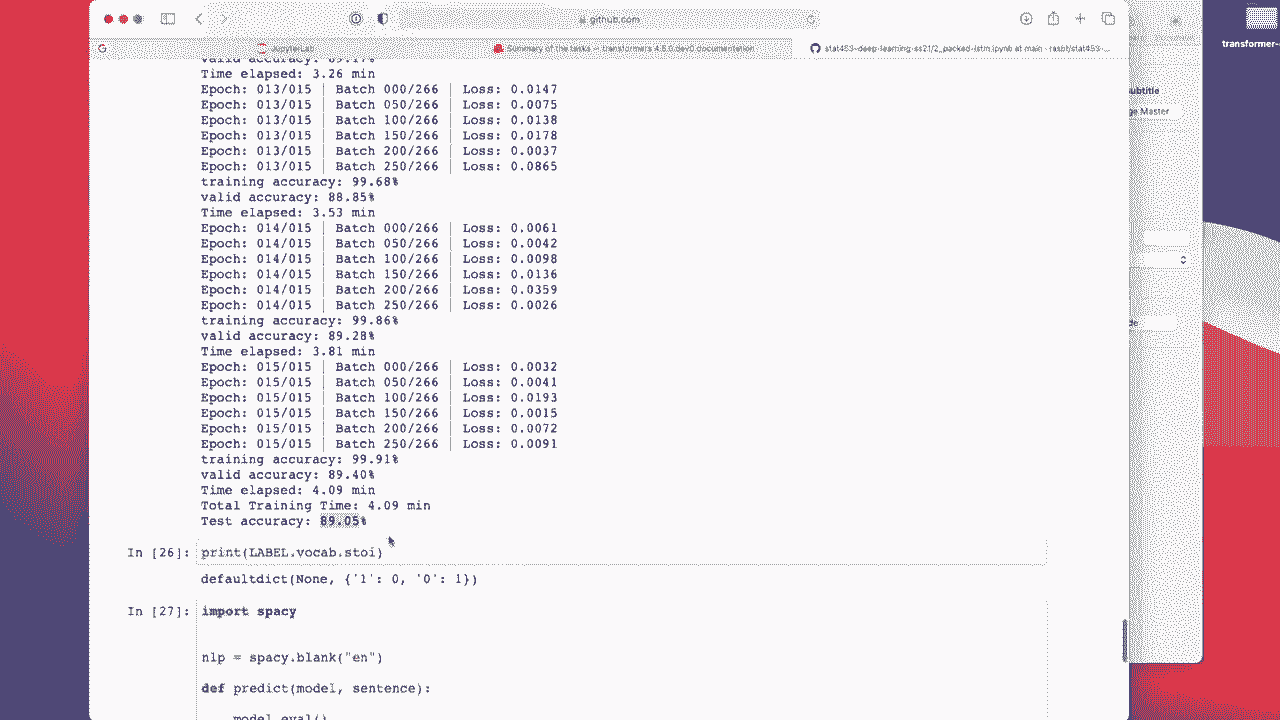 github.com
JupyterLab
Summary of the tasks — transformers 4.6.0.dev0 documentation
stat453-deep-learning-ss21/2_packed-lstm.ipynb at main · rasbt/stat453-...
transformer-
ubtitle
ge Master
de
valid accuracy: 89.17%
Time elapsed: 3.26 min
Epoch: 013/015 | Batch 000/266 | Loss: 0.0147
Epoch: 013/015 | Batch 050/266 | Loss: 0.0075
Epoch: 013/015 | Batch 100/266 | Loss: 0.0138
Epoch: 013/015 | Batch 150/266 | Loss: 0.0178
Epoch: 013/015 | Batch 200/266 | Loss: 0.0037
Epoch: 013/015 | Batch 250/266 | Loss: 0.0865
training accuracy: 99.68%
valid accuracy: 88.85%
Time elapsed: 3.53 min
Epoch: 014/015 | Batch 000/266 | Loss: 0.0061
Epoch: 014/015 | Batch 050/266 | Loss: 0.0042
Epoch: 014/015 | Batch 100/266 | Loss: 0.0098
Epoch: 014/015 | Batch 150/266 | Loss: 0.0136
Epoch: 014/015 | Batch 200/266 | Loss: 0.0359
Epoch: 014/015 | Batch 250/266 | Loss: 0.0026
training accuracy: 99.86%
valid accuracy: 89.28%
Time elapsed: 3.81 min
Epoch: 015/015 | Batch 000/266 | Loss: 0.0032
Epoch: 015/015 | Batch 050/266 | Loss: 0.0041
Epoch: 015/015 | Batch 100/266 | Loss: 0.0193
Epoch: 015/015 | Batch 150/266 | Loss: 0.0015
Epoch: 015/015 | Batch 200/266 | Loss: 0.0072
Epoch: 015/015 | Batch 250/266 | Loss: 0.0091
training accuracy: 99.91%
valid accuracy: 89.40%
Time elapsed: 4.09 min
Total Training Time: 4.09 min
Test accuracy: 89.05%
In [26]: print(LABEL.vocab.stoi)
defaultdict(None, {'1': 0, '0': 1})
In [27]: import spacy
nlp = spacy.blank("en")
def predict(model, sentence):
model.eval()